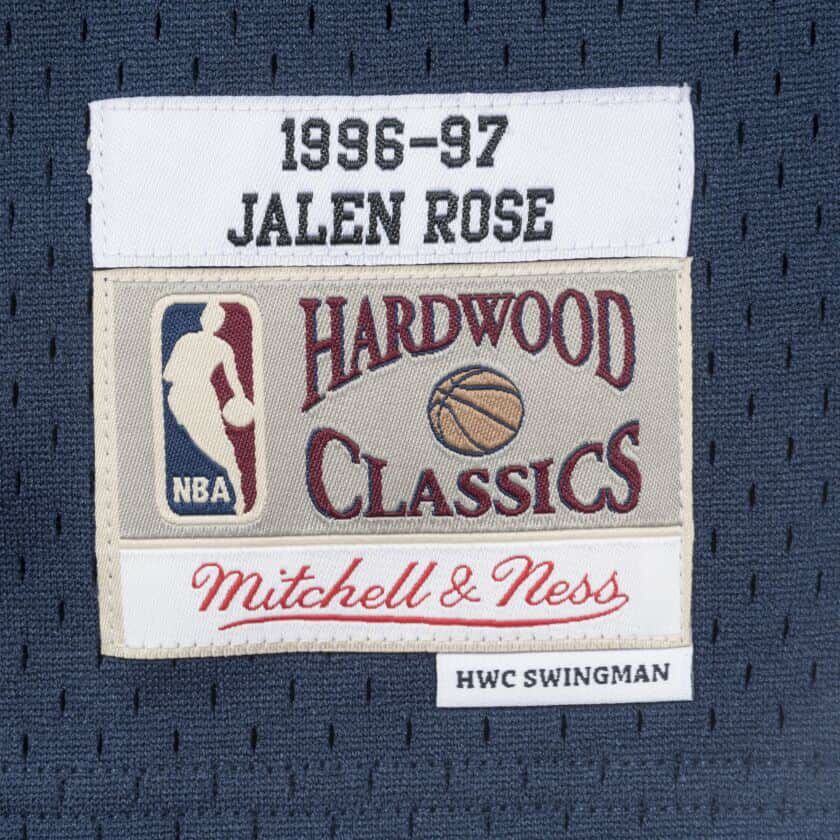 1996-97
JALEN ROSE
HARDWOOD
CLASSICS
NBA
Mitchell & Ness
HWC SWINGMAN